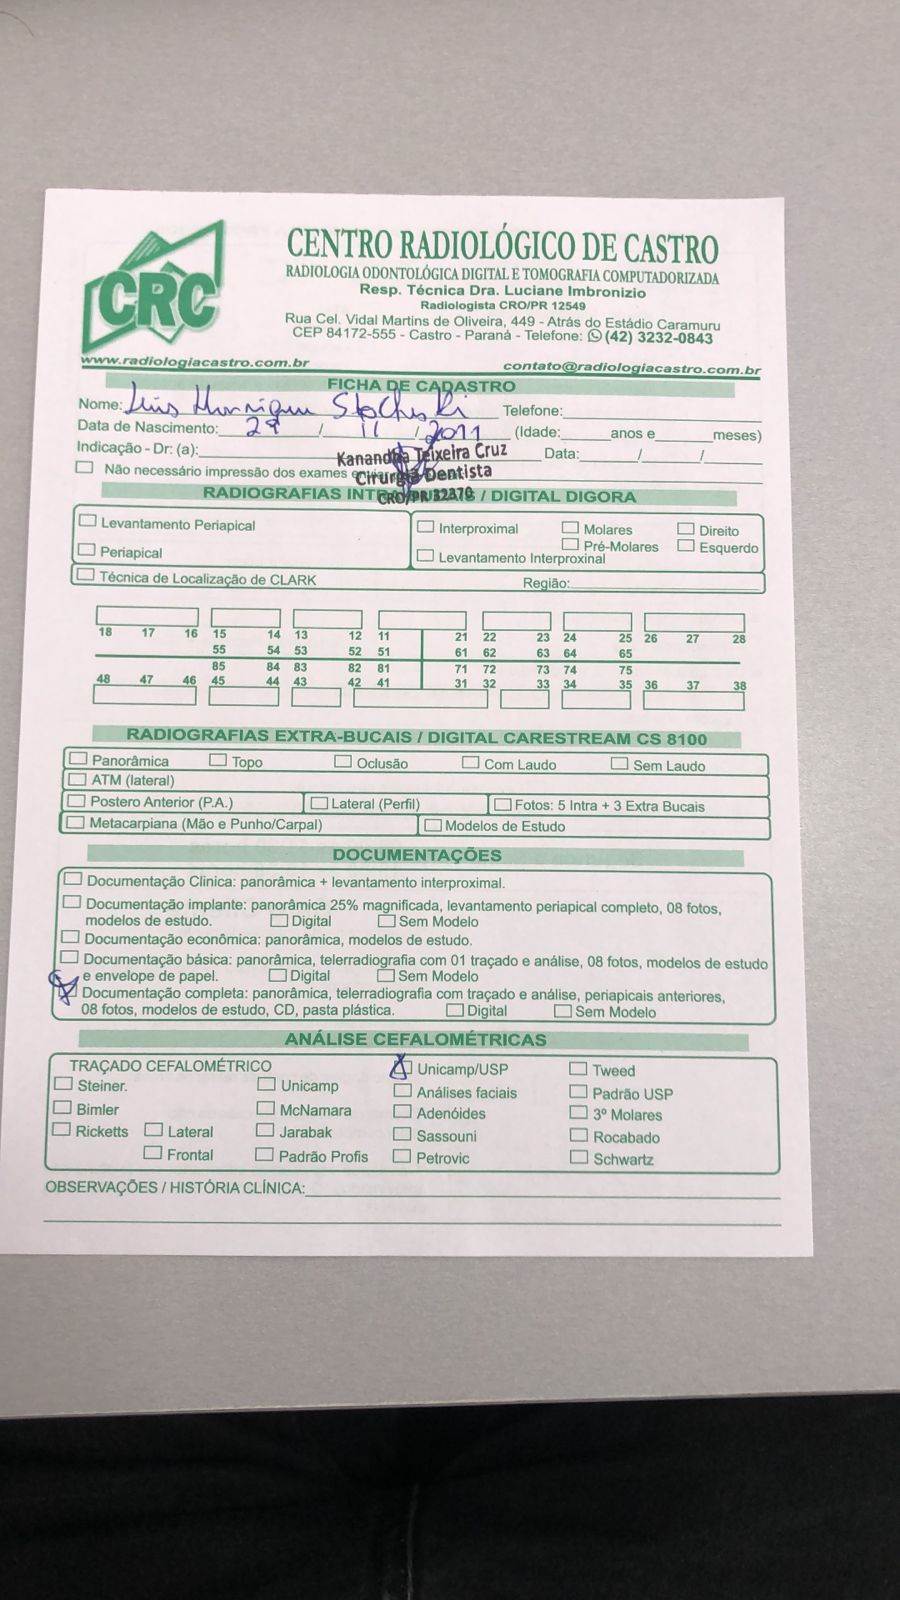 CRC
CENTRO RADIOLÓGICO DE CASTRO
RADIOLOGIA ODONTOLÓGICA DIGITAL E TOMOGRAFIA COMPUTADORIZADA
Resp. Técnica Dra. Luciane Imbronizio
Radiologista CRO/PR 12549
Rua Cel. Vidal Martins de Oliveira, 449 - Atrás do Estádio Caramuru
CEP 84172-555 - Castro - Paraná - Telefone: (42) 3232-0843
www.radiologiacastro.com.br contato@radiologiacastro.com.br
FICHA DE CADASTRO
Nome: Luis Henrique Telefone:
Data de Nascimento: / 11 / 2011 (Idade: anos e meses)
Indicação - Dr: (a): Kanandha Teixeira Cruz Data: / /
Cirurgiã Dentista
Não necessário impressão dos exames
CRO/PR 32370
RADIOGRAFIAS / DIGITAL DIGORA
Levantamento Periapical Interproximal Molares Direito
Periapical Pré-Molares Esquerdo
Levantamento Interproximal
Técnica de Localização de CLARK Região:
18 17 16 15 14 13 12 11 21 22 23 24 25 26 27 28
55 54 53 52 51 61 62 63 64 65
85 84 83 82 81 71 72 73 74 75
48 47 46 45 44 43 42 41 31 32 33 34 35 36 37 38
RADIOGRAFIAS EXTRA-BUCAIS / DIGITAL CARESTREAM CS 8100
Panorâmica Topo Oclusão Com Laudo Sem Laudo
ATM (lateral)
Postero Anterior (P.A.) Lateral (Perfil) Fotos: 5 Intra + 3 Extra Bucais
Metacarpiana (Mão e Punho/Carpal) Modelos de Estudo
DOCUMENTAÇÕES
Documentação Clinica: panorâmica + levantamento interproximal.
Documentação implante: panorâmica 25% magnificada, levantamento periapical completo, 08 fotos,
modelos de estudo. Digital Sem Modelo
Documentação econômica: panorâmica, modelos de estudo.
Documentação básica: panorâmica, telerradiografia com 01 traçado e análise, 08 fotos, modelos de estudo
e envelope de papel. Digital Sem Modelo
Documentação completa: panorâmica, telerradiografia com traçado e análise, periapicais anteriores,
08 fotos, modelos de estudo, CD, pasta plástica. Digital Sem Modelo
ANÁLISE CEFALOMÉTRICAS
TRAÇADO CEFALOMÉTRICO Unicamp/USP Tweed
Steiner. Unicamp Análises faciais Padrão USP
Bimler McNamara Adenóides 3º Molares
Ricketts Lateral Jarabak Sassouni Rocabado
Frontal Padrão Profis Petrovic Schwartz
OBSERVAÇÕES / HISTÓRIA CLÍNICA: